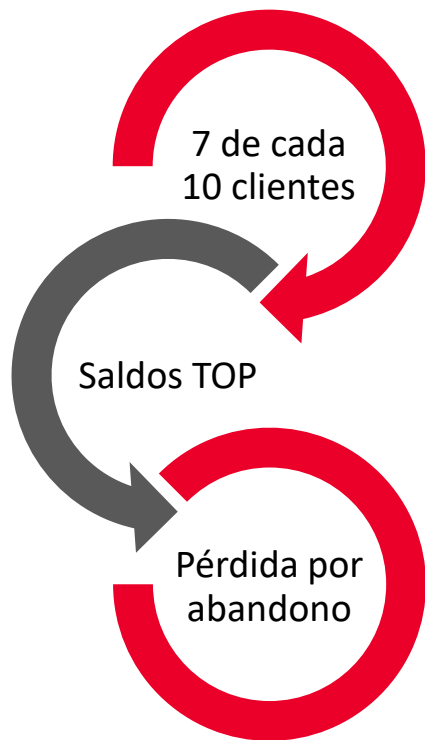 7 de cada
10 clientes
Saldos TOP
Pérdida por
abandono